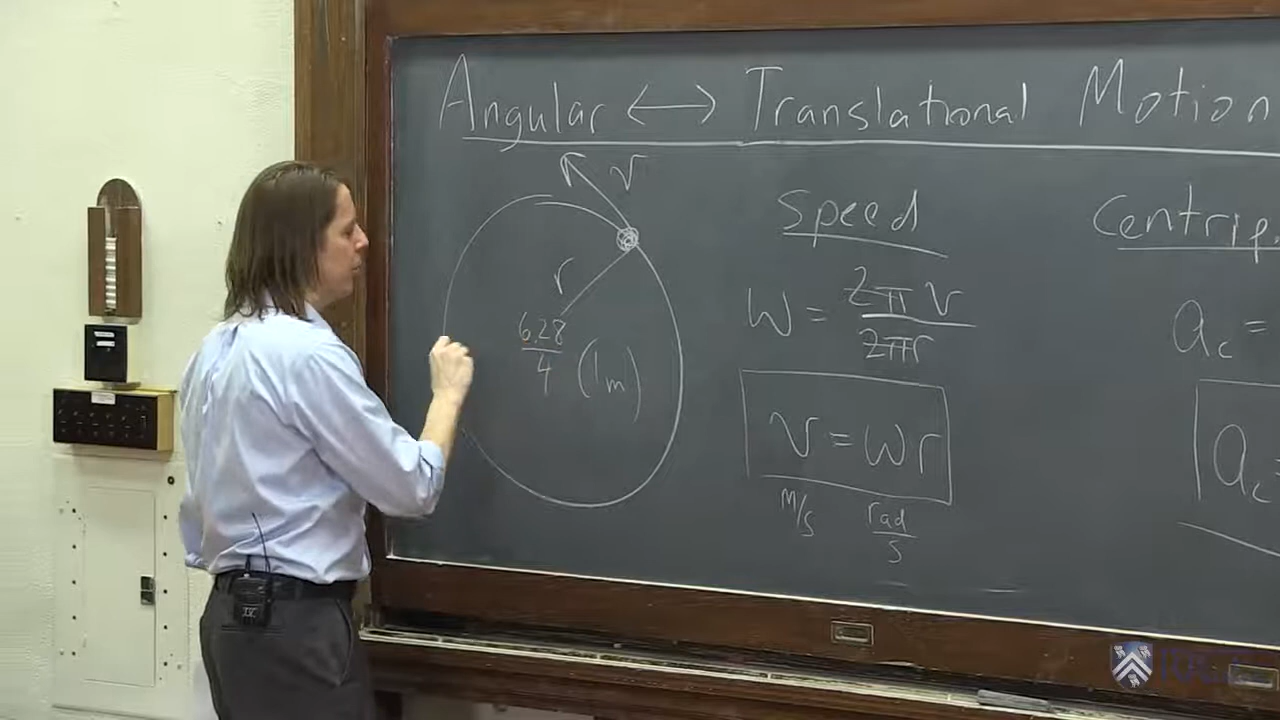 Angular ↔ Translational Motion
v
r
6.28
4
(1m)
Speed
ω = 2πv
2πr
v = ωr
m/s
rad
s
Centrip
a_c =
a_c =